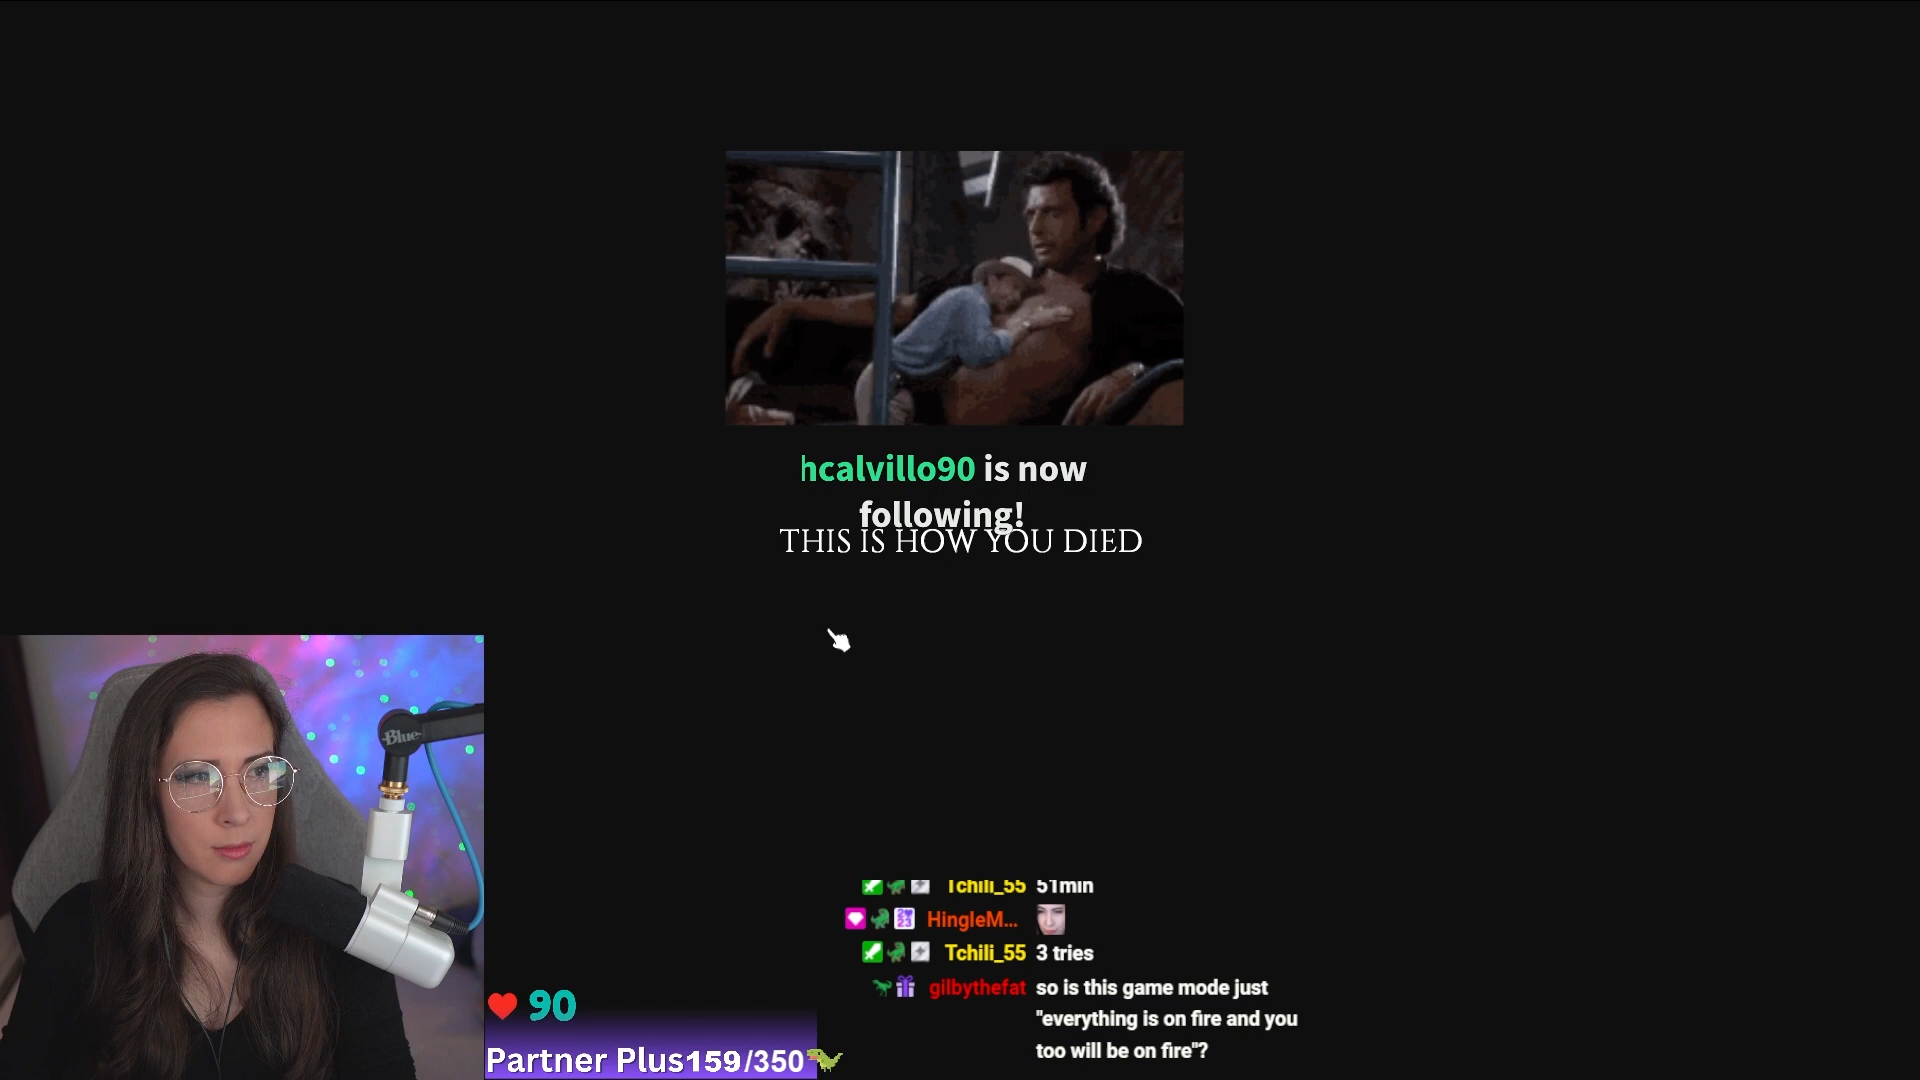 hcalvillo90 is now
following!
THIS IS HOW YOU DIED
Blue
Tchili_55 51min
HingleM...
Tchili_55 3 tries
gilbythefat so is this game mode just
"everything is on fire and you
too will be on fire"?
90
Partner Plus159/350